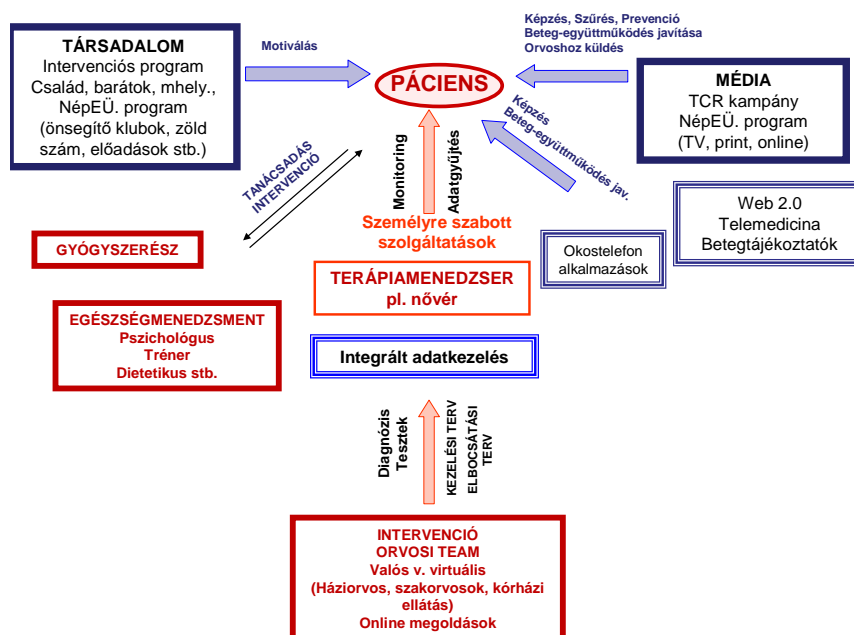 TÁRSADALOM
Intervenciós program
Család, barátok, mhely.,
NépEÜ. program
(önsegítő klubok, zöld
szám, előadások stb.)
Motiválás
PÁCIENS
Képzés, Szűrés, Prevenció
Beteg-együttműködés javítása
Orvoshoz küldés
MÉDIA
TCR kampány
NépEÜ. program
(TV, print, online)
Képzés
Beteg-együttműködés jav.
Web 2.0
Telemedicina
Betegtájékoztatók
Okostelefon
alkalmazások
TANÁCSADÁS
INTERVENCIÓ
Monitoring
Adatgyűjtés
Személyre szabott
szolgáltatások
GYÓGYSZERÉSZ
TERÁPIAMENEDZSER
pl. nővér
EGÉSZSÉGMENEDZSMENT
Pszichológus
Tréner
Dietetikus stb.
Integrált adatkezelés
Diagnózis
Tesztek
KEZELÉSI TERV
ELBOCSÁTÁSI
TERV
INTERVENCIÓ
ORVOSI TEAM
Valós v. virtuális
(Háziorvos, szakorvosok, kórházi
ellátás)
Online megoldások